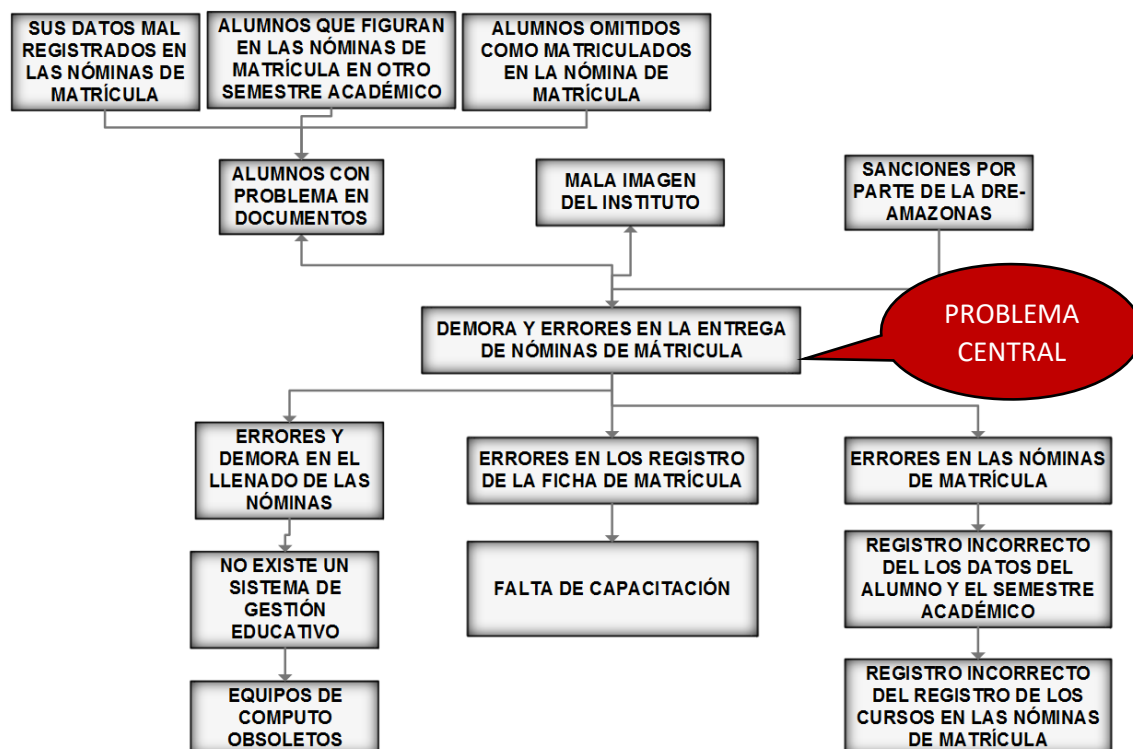 SUS DATOS MAL
REGISTRADOS EN
LAS NÓMINAS DE
MATRÍCULA
ALUMNOS QUE FIGURAN
EN LAS NÓMINAS DE
MATRÍCULA EN OTRO
SEMESTRE ACADÉMICO
ALUMNOS OMITIDOS
COMO MATRICULADOS
EN LA NÓMINA DE
MATRÍCULA
ALUMNOS CON
PROBLEMA EN
DOCUMENTOS
MALA IMAGEN
DEL INSTITUTO
SANCIONES POR
PARTE DE LA DRE-
AMAZONAS
DEMORA Y ERRORES EN LA ENTREGA
DE NÓMINAS DE MÁTRICULA
PROBLEMA
CENTRAL
ERRORES Y
DEMORA EN EL
LLENADO DE LAS
NÓMINAS
ERRORES EN LOS REGISTRO
DE LA FICHA DE MATRÍCULA
ERRORES EN LAS NÓMINAS
DE MATRÍCULA
NO EXISTE UN
SISTEMA DE
GESTIÓN
EDUCATIVO
FALTA DE CAPACITACIÓN
REGISTRO INCORRECTO
DEL LOS DATOS DEL
ALUMNO Y EL SEMESTRE
ACADÉMICO
EQUIPOS DE
COMPUTO
OBSOLETOS
REGISTRO INCORRECTO
DEL REGISTRO DE LOS
CURSOS EN LAS NÓMINAS
DE MATRÍCULA